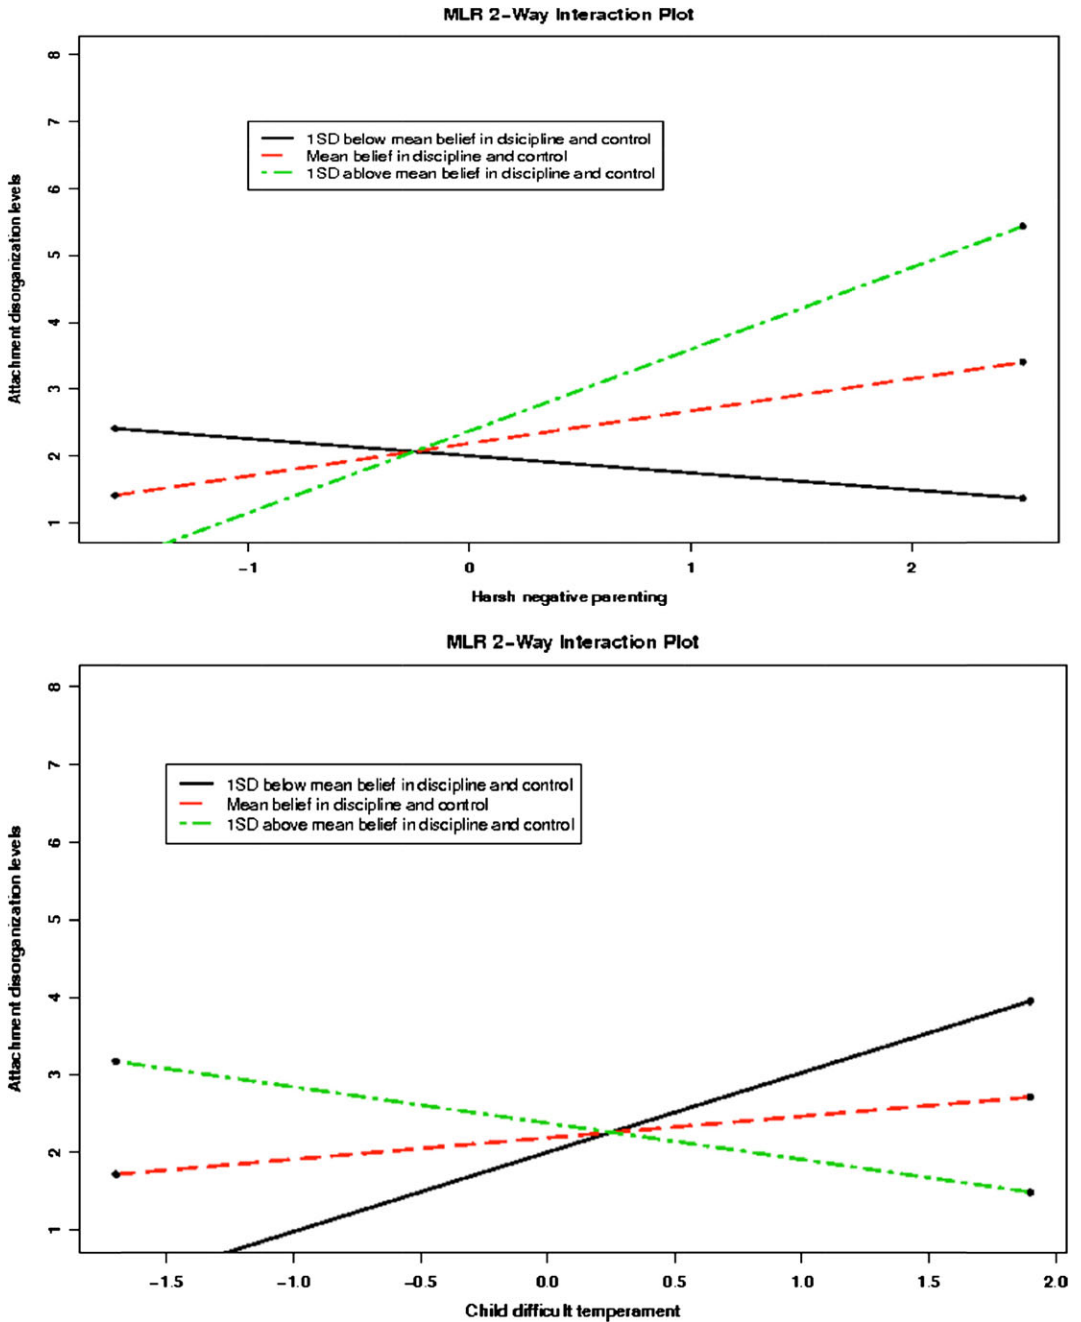 MLR 2-Way Interaction Plot
8
7
6
5
4
3
2
1
Attachment disorganization levels
1SD below mean belief in dsicipline and control
Mean belief in discipline and control
1SD ablove mean belief in discipline and control
-1
0
1
2
Harsh negative parenting
MLR 2-Way Interaction Plot
8
7
6
5
4
3
2
1
Attachment disorganization levels
1SD below mean belief in discipline and control
Mean belief in discipline and control
1SD above mean belief in discipline and control
-1.5
-1.0
-0.5
0.0
0.5
1.0
1.5
2.0
Child difficult temperament